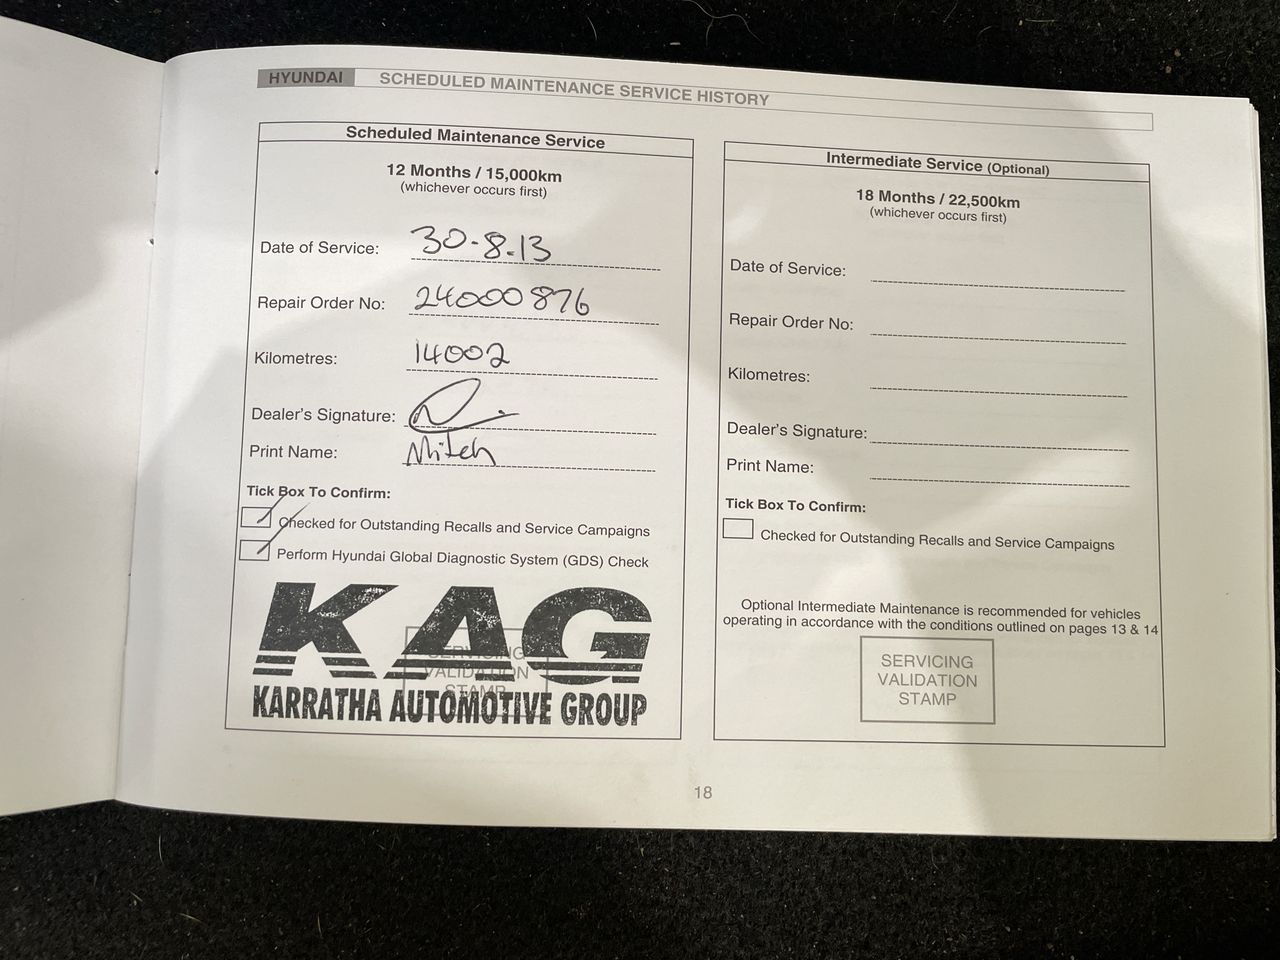 HYUNDAI SCHEDULED MAINTENANCE SERVICE HISTORY
Scheduled Maintenance Service
12 Months / 15,000km
(whichever occurs first)
Date of Service: 30-8-13
Repair Order No: 24000876
Kilometres: 14002
Dealer's Signature:
Print Name: Mitch
Tick Box To Confirm:
Checked for Outstanding Recalls and Service Campaigns
Perform Hyundai Global Diagnostic System (GDS) Check
KAG
SERVICING
VALIDATION
STAMP
KARRATHA AUTOMOTIVE GROUP
Intermediate Service (Optional)
18 Months / 22,500km
(whichever occurs first)
Date of Service:
Repair Order No:
Kilometres:
Dealer's Signature:
Print Name:
Tick Box To Confirm:
Checked for Outstanding Recalls and Service Campaigns
Optional Intermediate Maintenance is recommended for vehicles
operating in accordance with the conditions outlined on pages 13 & 14
SERVICING
VALIDATION
STAMP
18